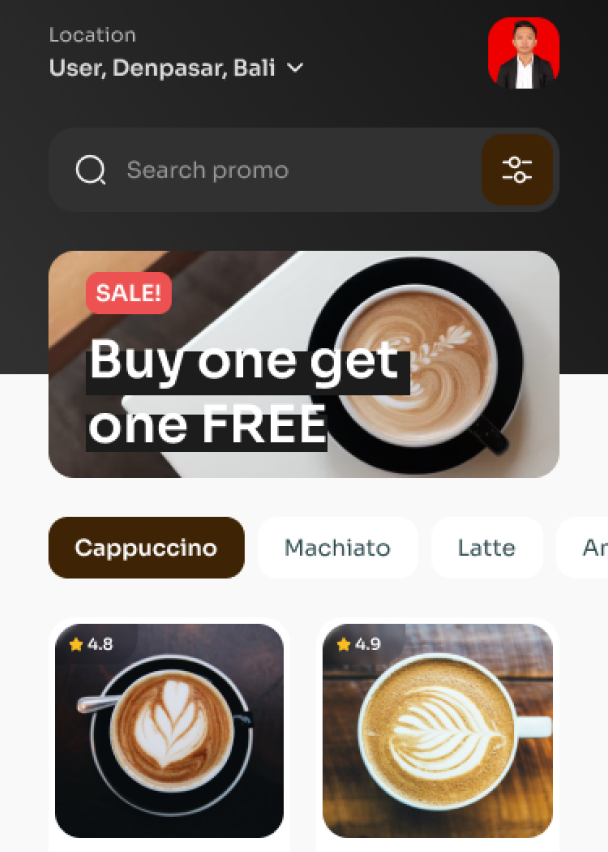 Location
User, Denpasar, Bali
Search promo
SALE!
Buy one get
one FREE
Cappuccino
Machiato
Latte
4.8
4.9